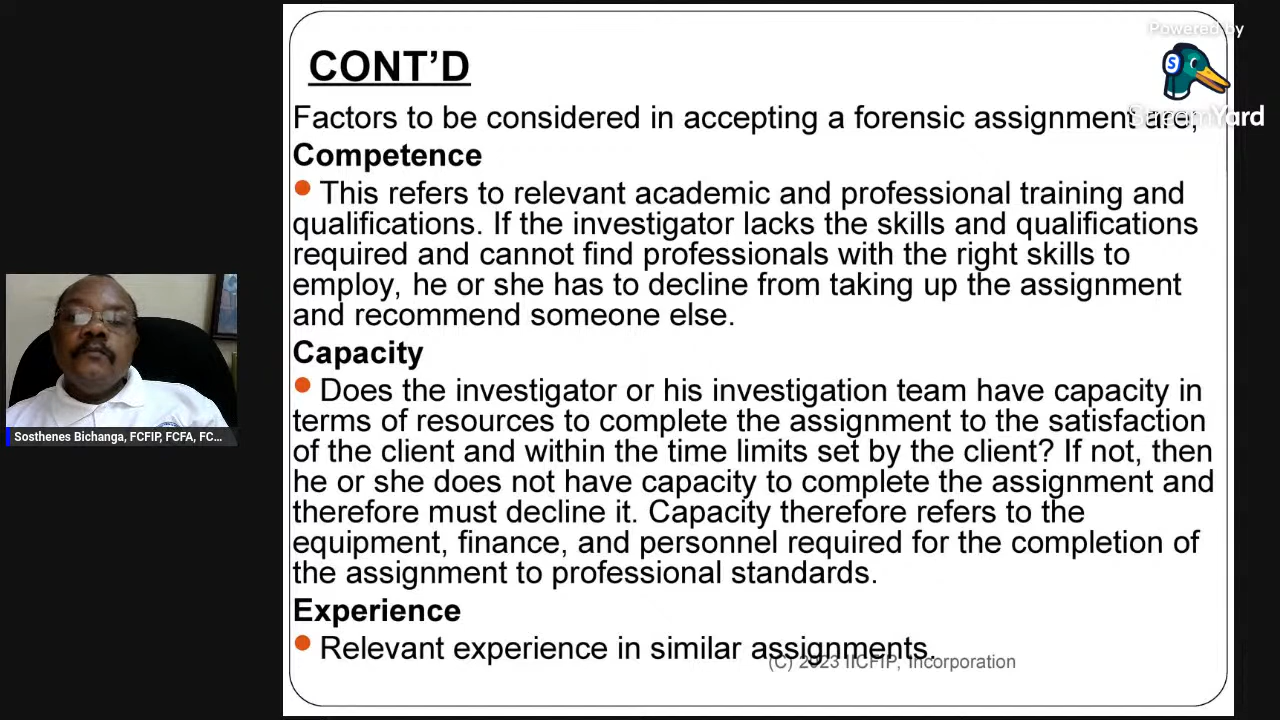 CONT’D
Powered by
S
StreamYard
Factors to be considered in accepting a forensic assignment are;
Competence
This refers to relevant academic and professional training and
qualifications. If the investigator lacks the skills and qualifications
required and cannot find professionals with the right skills to
employ, he or she has to decline from taking up the assignment
and recommend someone else.
Capacity
Does the investigator or his investigation team have capacity in
terms of resources to complete the assignment to the satisfaction
of the client and within the time limits set by the client? If not, then
he or she does not have capacity to complete the assignment and
therefore must decline it. Capacity therefore refers to the
equipment, finance, and personnel required for the completion of
the assignment to professional standards.
Experience
Relevant experience in similar assignments.
(C) 2023 IICFIP, Incorporation
Sosthenes Bichanga, FCFIP, FCFA, FC...